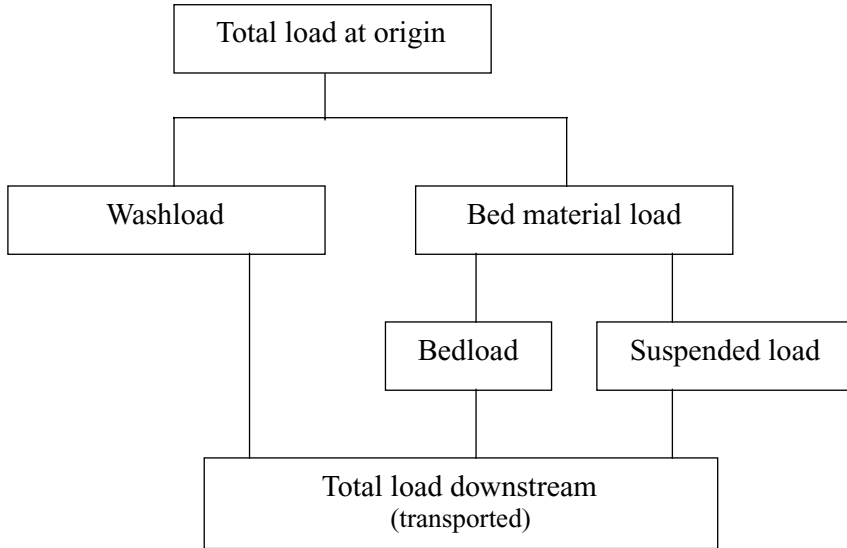 Total load at origin
Washload
Bed material load
Bedload
Suspended load
Total load downstream
(transported)